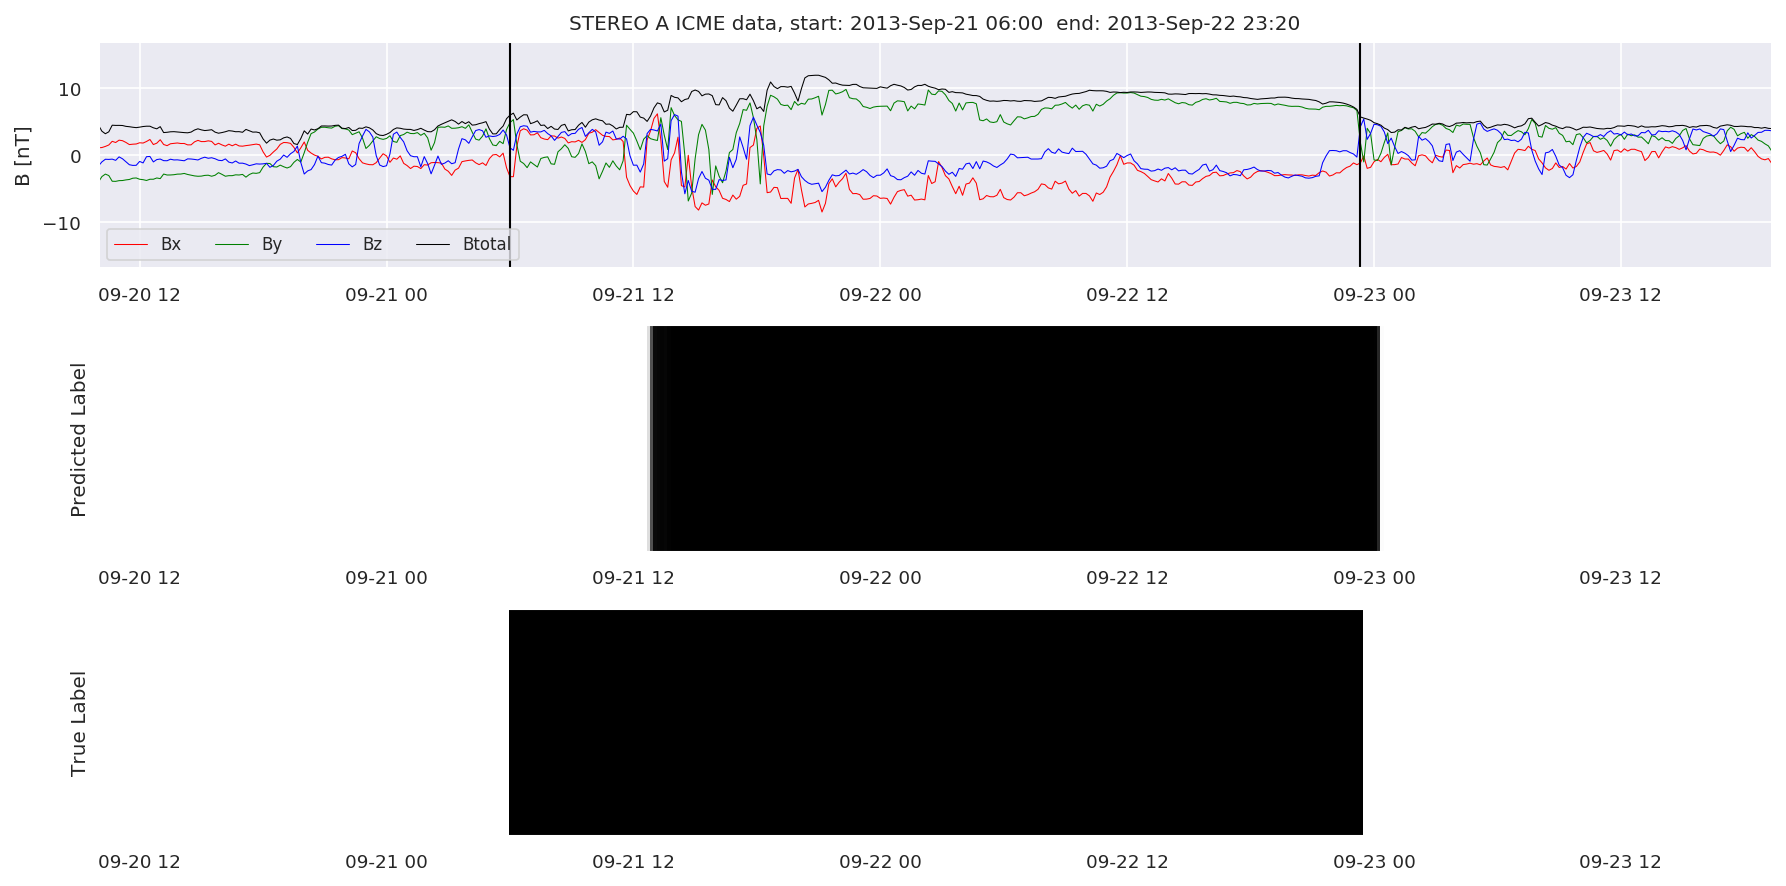 STEREO A ICME data, start: 2013-Sep-21 06:00  end: 2013-Sep-22 23:20
B [nT]
10
0
−10
Bx By Bz Btotal
09-20 12 09-21 00 09-21 12 09-22 00 09-22 12 09-23 00 09-23 12
Predicted Label
09-20 12 09-21 00 09-21 12 09-22 00 09-22 12 09-23 00 09-23 12
True Label
09-20 12 09-21 00 09-21 12 09-22 00 09-22 12 09-23 00 09-23 12